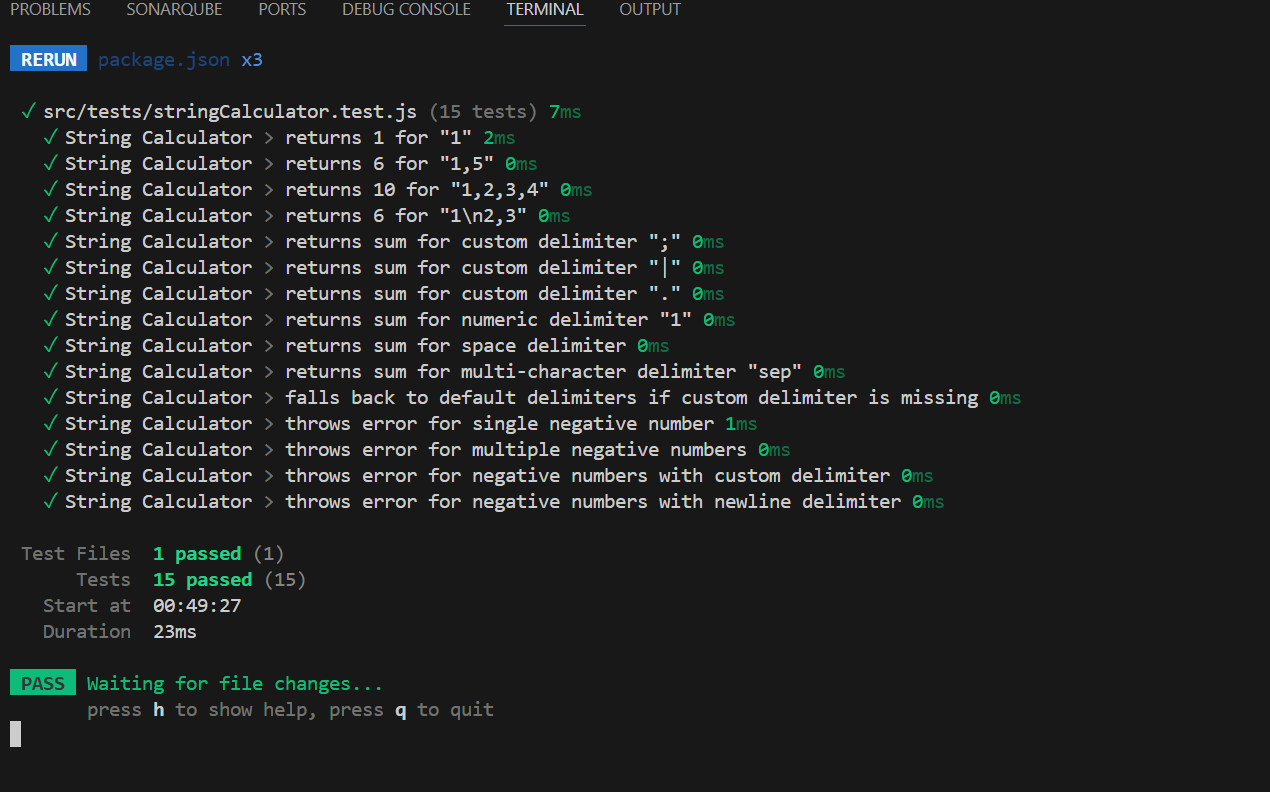 PROBLEMS SONARQUBE PORTS DEBUG CONSOLE TERMINAL OUTPUT
RERUN package.json x3
✓ src/tests/stringCalculator.test.js (15 tests) 7ms
✓ String Calculator > returns 1 for "1" 2ms
✓ String Calculator > returns 6 for "1,5" 0ms
✓ String Calculator > returns 10 for "1,2,3,4" 0ms
✓ String Calculator > returns 6 for "1\n2,3" 0ms
✓ String Calculator > returns sum for custom delimiter ";" 0ms
✓ String Calculator > returns sum for custom delimiter "|" 0ms
✓ String Calculator > returns sum for custom delimiter "." 0ms
✓ String Calculator > returns sum for numeric delimiter "1" 0ms
✓ String Calculator > returns sum for space delimiter 0ms
✓ String Calculator > returns sum for multi-character delimiter "sep" 0ms
✓ String Calculator > falls back to default delimiters if custom delimiter is missing 0ms
✓ String Calculator > throws error for single negative number 1ms
✓ String Calculator > throws error for multiple negative numbers 0ms
✓ String Calculator > throws error for negative numbers with custom delimiter 0ms
✓ String Calculator > throws error for negative numbers with newline delimiter 0ms
Test Files 1 passed (1)
Tests 15 passed (15)
Start at 00:49:27
Duration 23ms
PASS Waiting for file changes...
press h to show help, press q to quit